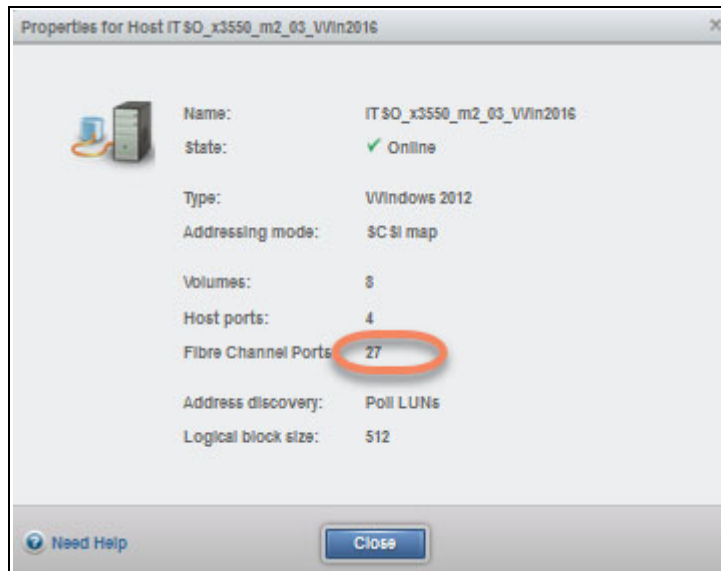 Properties for Host ITSO_x3550_m2_03_Win2016
Name: ITSO_x3550_m2_03_Win2016
State: ✓ Online
Type: Windows 2012
Addressing mode: SCSI map
Volumes: 8
Host ports: 4
Fibre Channel Ports 27
Address discovery: Poll LUNs
Logical block size: 512
Need Help
Close